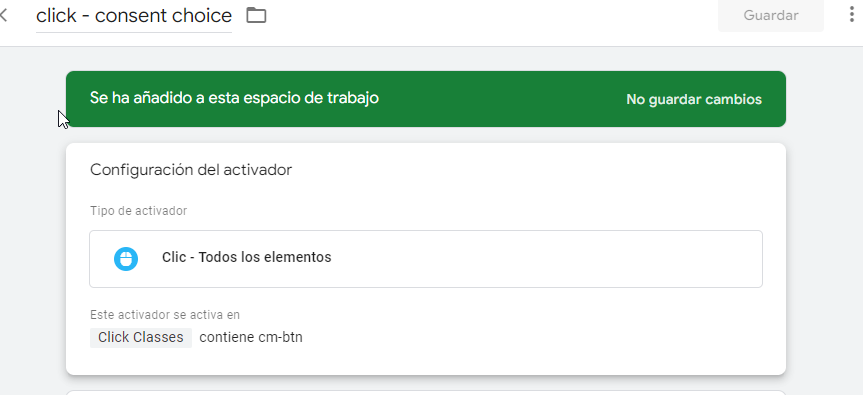 click - consent choice
Guardar
Se ha añadido a esta espacio de trabajo
No guardar cambios
Configuración del activador
Tipo de activador
Clic - Todos los elementos
Este activador se activa en
Click Classes contiene cm-btn